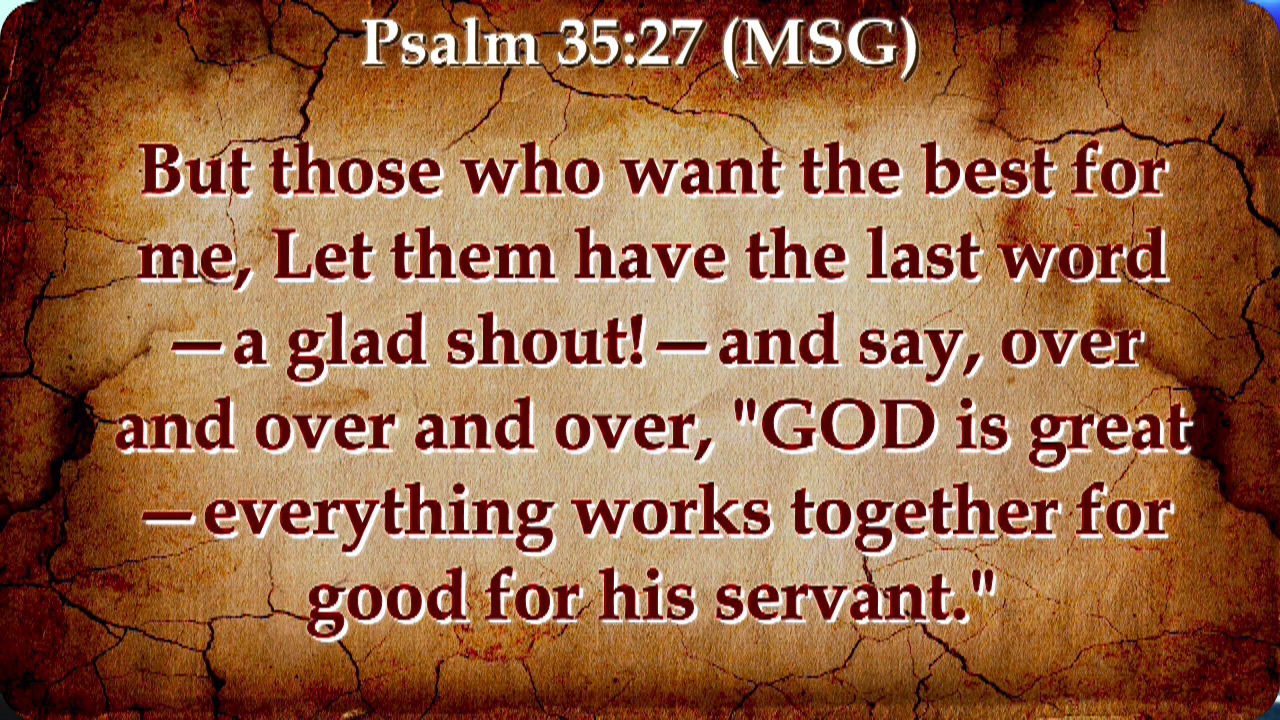 Psalm 35:27 (MSG)
But those who want the best for
me, Let them have the last word
—a glad shout!—and say, over
and over and over, "GOD is great
—everything works together for
good for his servant."